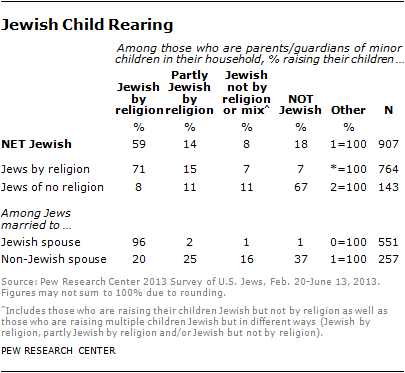 Jewish Child Rearing
Among those who are parents/guardians of minor
children in their household, % raising their children ...
Jewish by religion Partly Jewish by religion Jewish not by religion or mix^ NOT Jewish Other N
% % % % %
NET Jewish 59 14 8 18 1=100 907
Jews by religion 71 15 7 7 *=100 764
Jews of no religion 8 11 11 67 2=100 143
Among Jews
married to ...
Jewish spouse 96 2 1 1 0=100 551
Non-Jewish spouse 20 25 16 37 1=100 257
Source: Pew Research Center 2013 Survey of U.S. Jews, Feb. 20-June 13, 2013.
Figures may not sum to 100% due to rounding.
^Includes those who are raising their children Jewish but not by religion as well as
those who are raising multiple children Jewish but in different ways (Jewish by
religion, partly Jewish by religion and/or Jewish but not by religion).
PEW RESEARCH CENTER